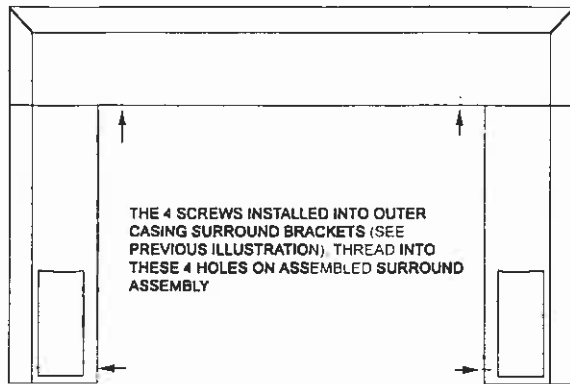 THE 4 SCREWS INSTALLED INTO OUTER
CASING SURROUND BRACKETS (SEE
PREVIOUS ILLUSTRATION), THREAD INTO
THESE 4 HOLES ON ASSEMBLED SURROUND
ASSEMBLY